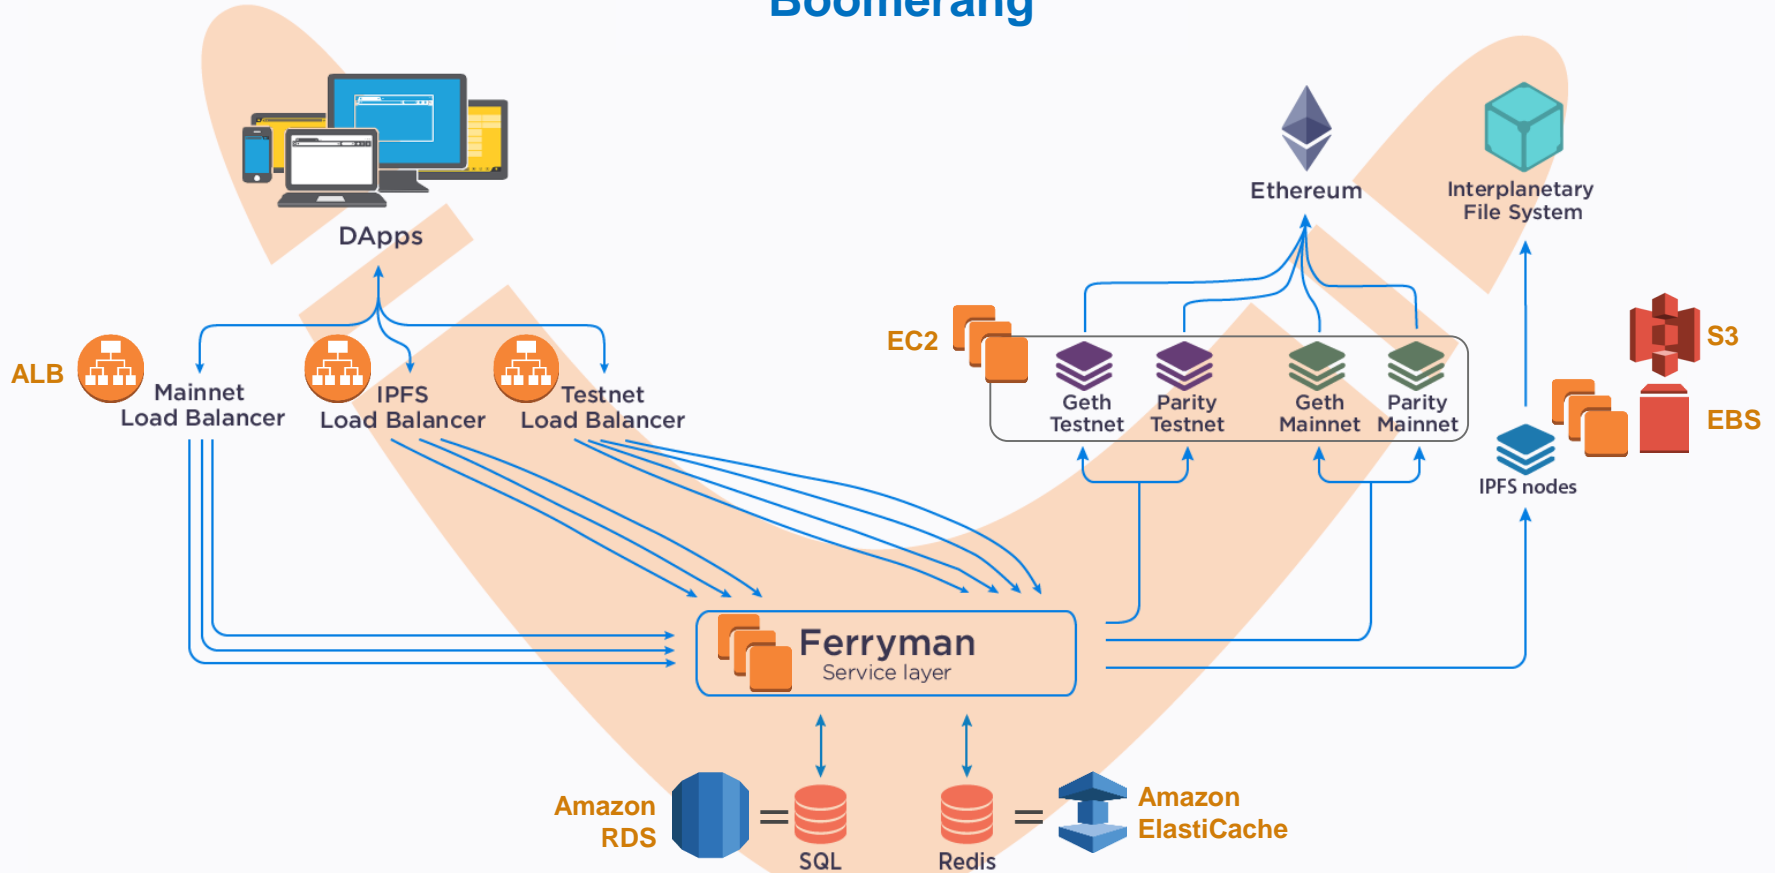 Boomerang
DApps
Ethereum
Interplanetary
File System
ALB
Mainnet
Load Balancer
IPFS
Load Balancer
Testnet
Load Balancer
EC2
Geth
Testnet
Parity
Testnet
Geth
Mainnet
Parity
Mainnet
S3
EBS
IPFS nodes
Ferryman
Service layer
Amazon
RDS
=
SQL
Redis
=
Amazon
ElastiCache